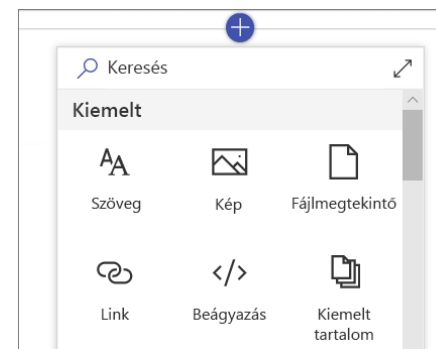 Keresés
Kiemelt
Szöveg
Kép
Fájlmegtekintő
Link
Beágyazás
Kiemelt
tartalom